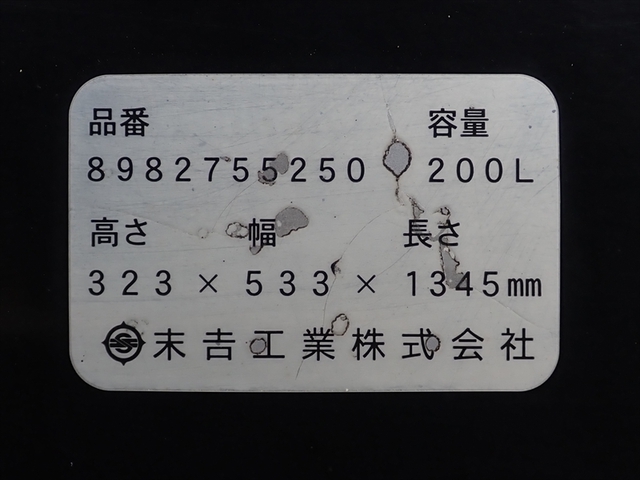 品番 容量
8982755250 200L
高さ 幅 長さ
323 × 533 × 1345mm
末吉工業株式会社